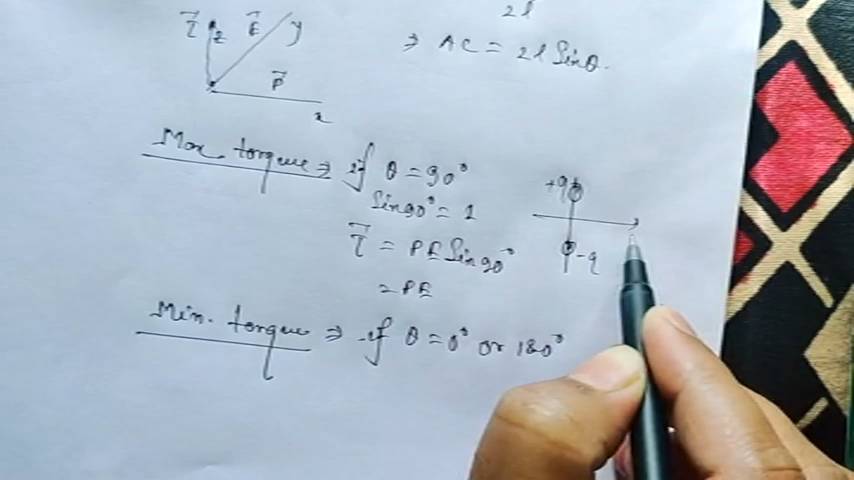 2l
τ⃗ z E⃗ y
⇒ AC = 2l Sinθ.
P⃗
x
Max torque ⇒ if θ = 90°
Sin90° = 1
+q
τ⃗ = PE Sin90°
-q
= PE
Min. torque ⇒ if θ = 0° or 180°